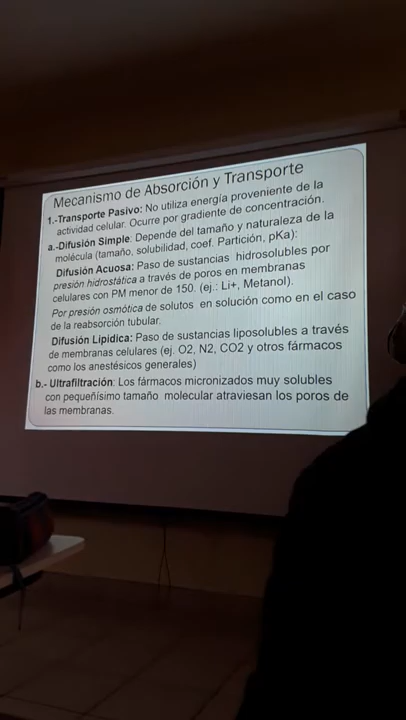 Mecanismo de Absorción y Transporte
1.-Transporte Pasivo: No utiliza energía proveniente de la
actividad celular. Ocurre por gradiente de concentración.
a.-Difusión Simple: Depende del tamaño y naturaleza de la
molécula (tamaño, solubilidad, coef. Partición, pKa):
Difusión Acuosa: Paso de sustancias hidrosolubles por
presión hidrostática a través de poros en membranas
celulares con PM menor de 150. (ej.: Li+, Metanol).
Por presión osmótica de solutos en solución como en el caso
de la reabsorción tubular.
Difusión Lipídica: Paso de sustancias liposolubles a través
de membranas celulares (ej. O2, N2, CO2 y otros fármacos
como los anestésicos generales)
b.- Ultrafiltración: Los fármacos micronizados muy solubles
con pequeñísimo tamaño molecular atraviesan los poros de
las membranas.